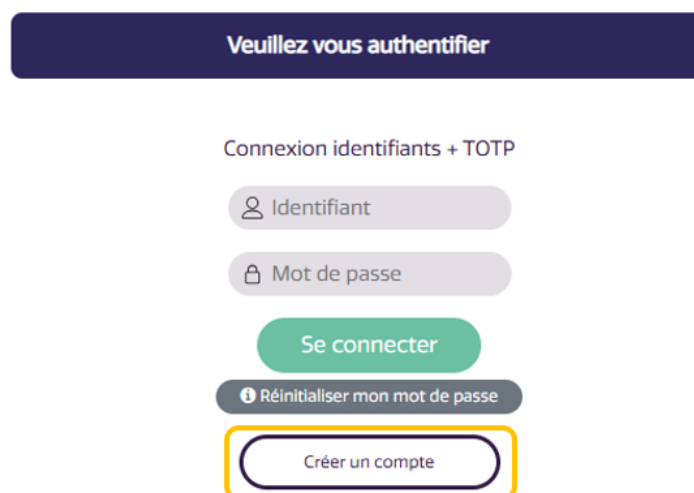 Veuillez vous authentifier
Connexion identifiants + TOTP
Identifiant
Mot de passe
Se connecter
Réinitialiser mon mot de passe
Créer un compte